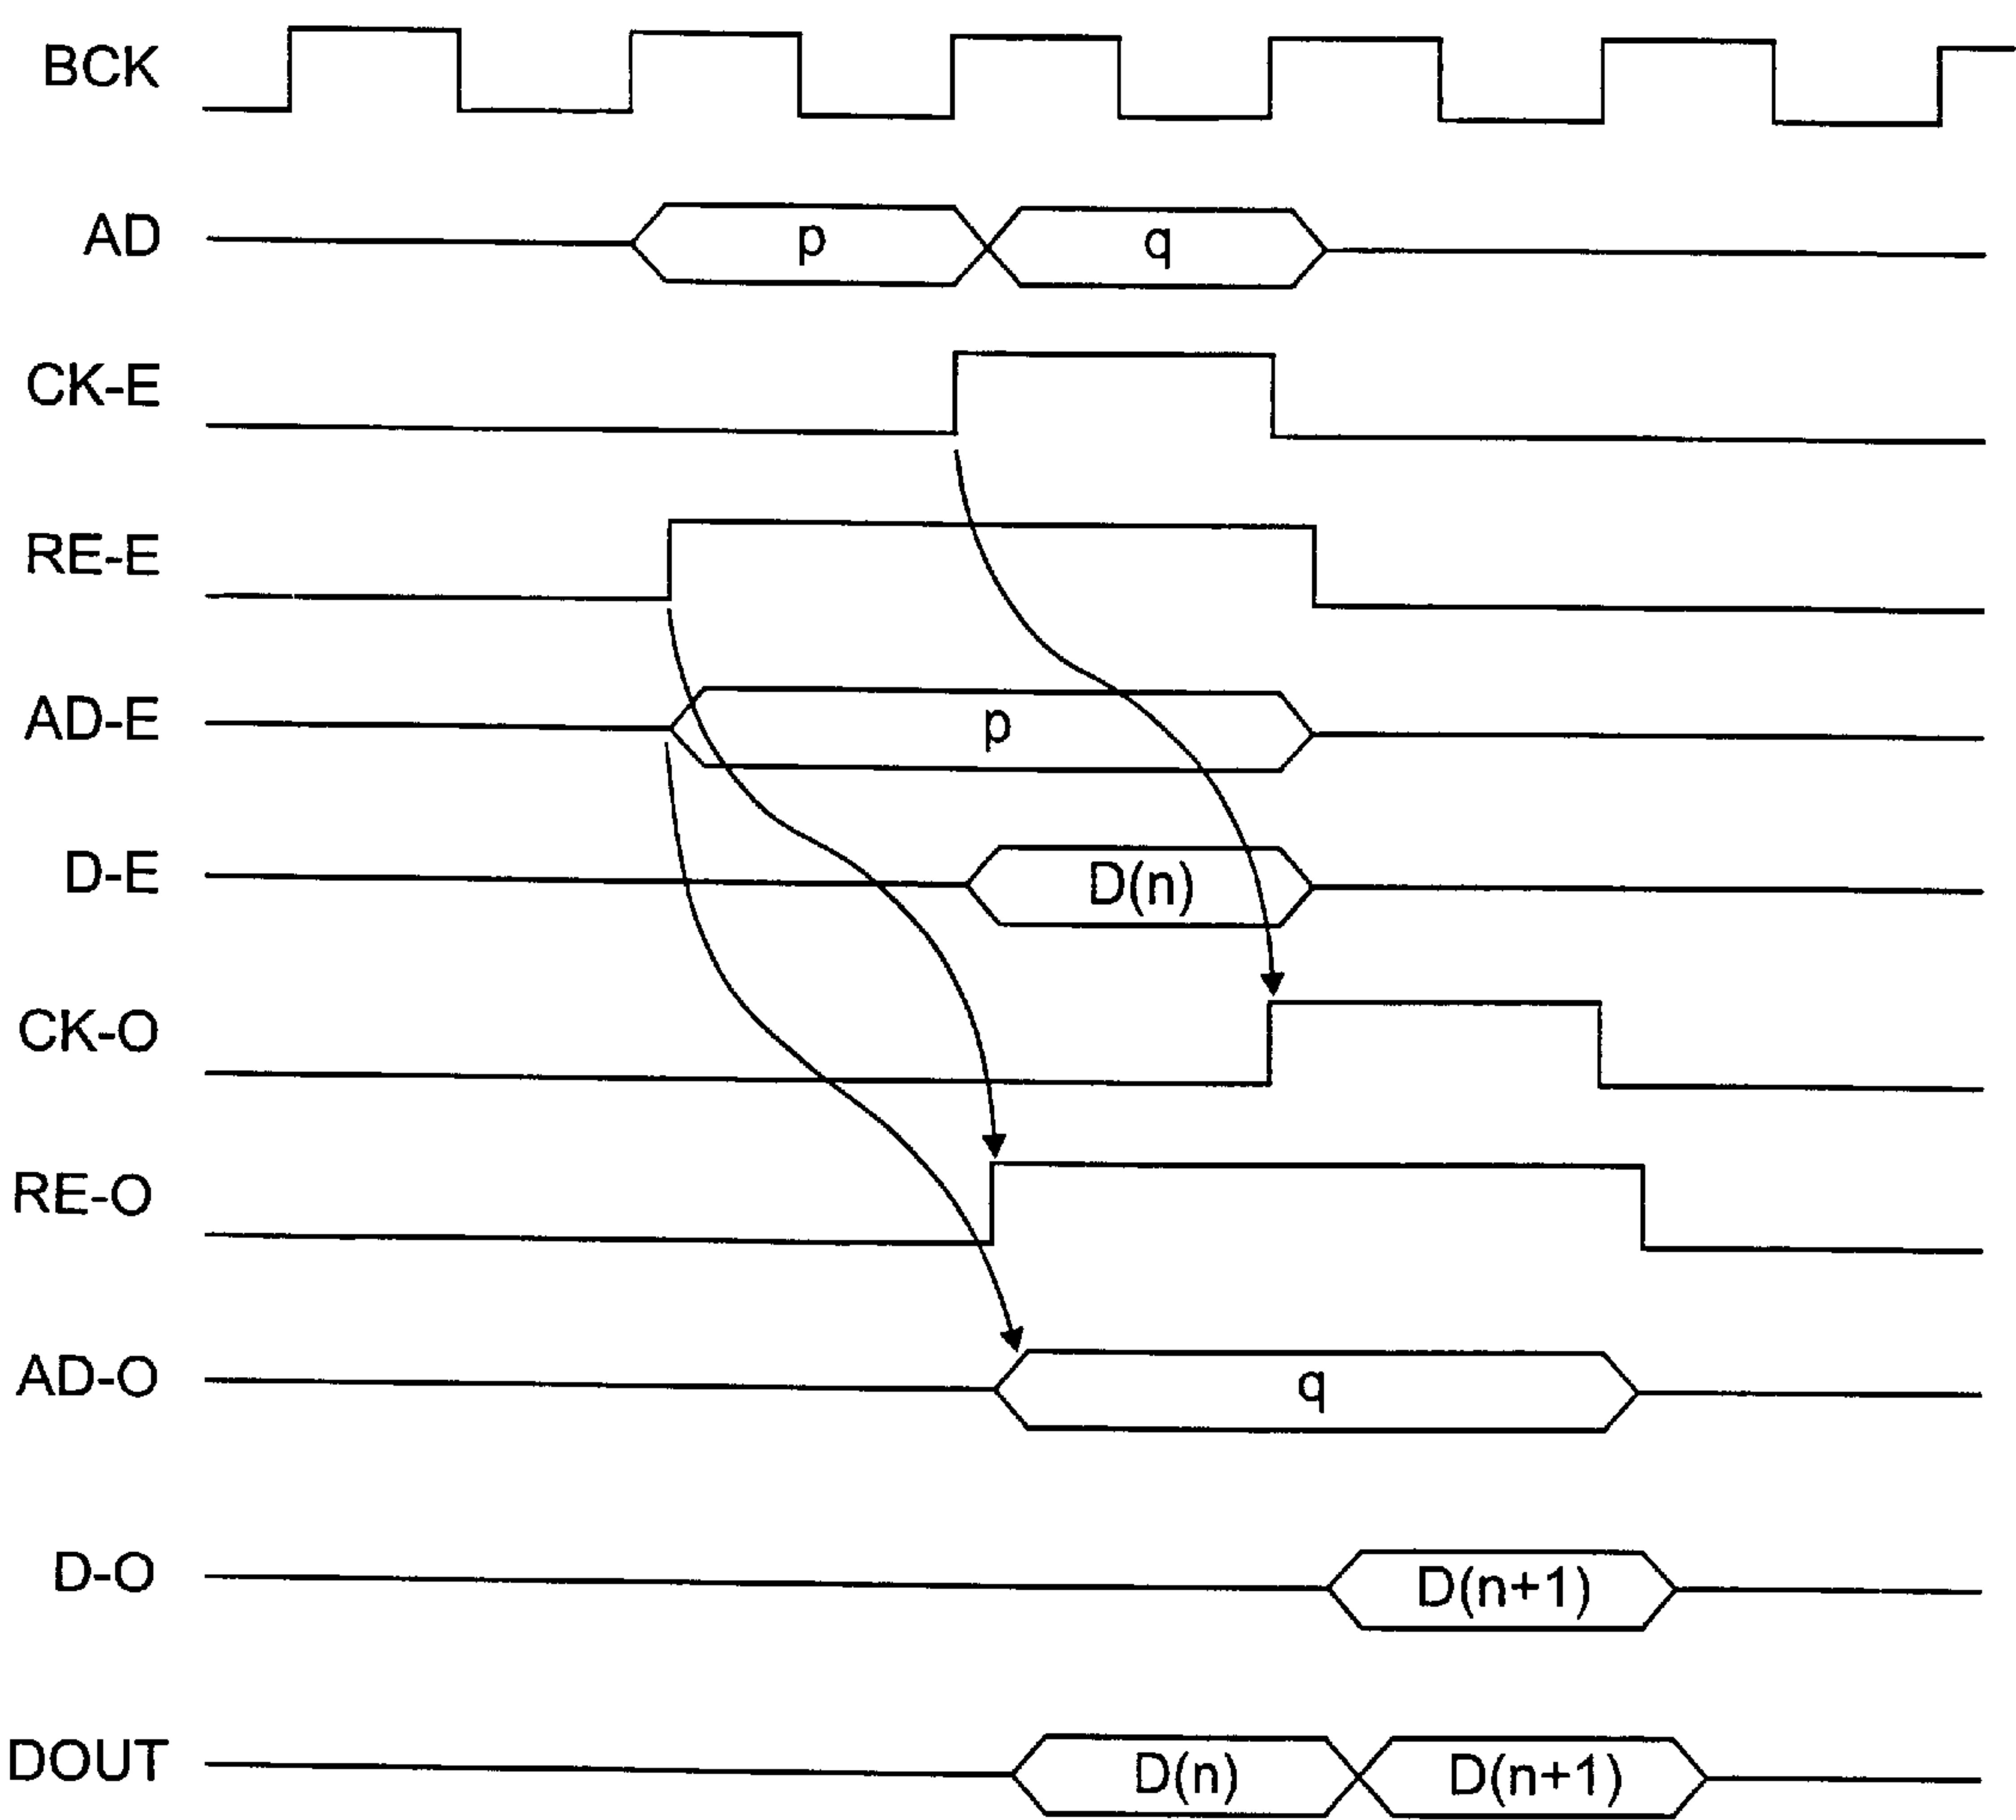 BCK
AD p q
CK-E
RE-E
AD-E p
D-E D(n)
CK-O
RE-O
AD-O q
D-O D(n+1)
DOUT D(n) D(n+1)